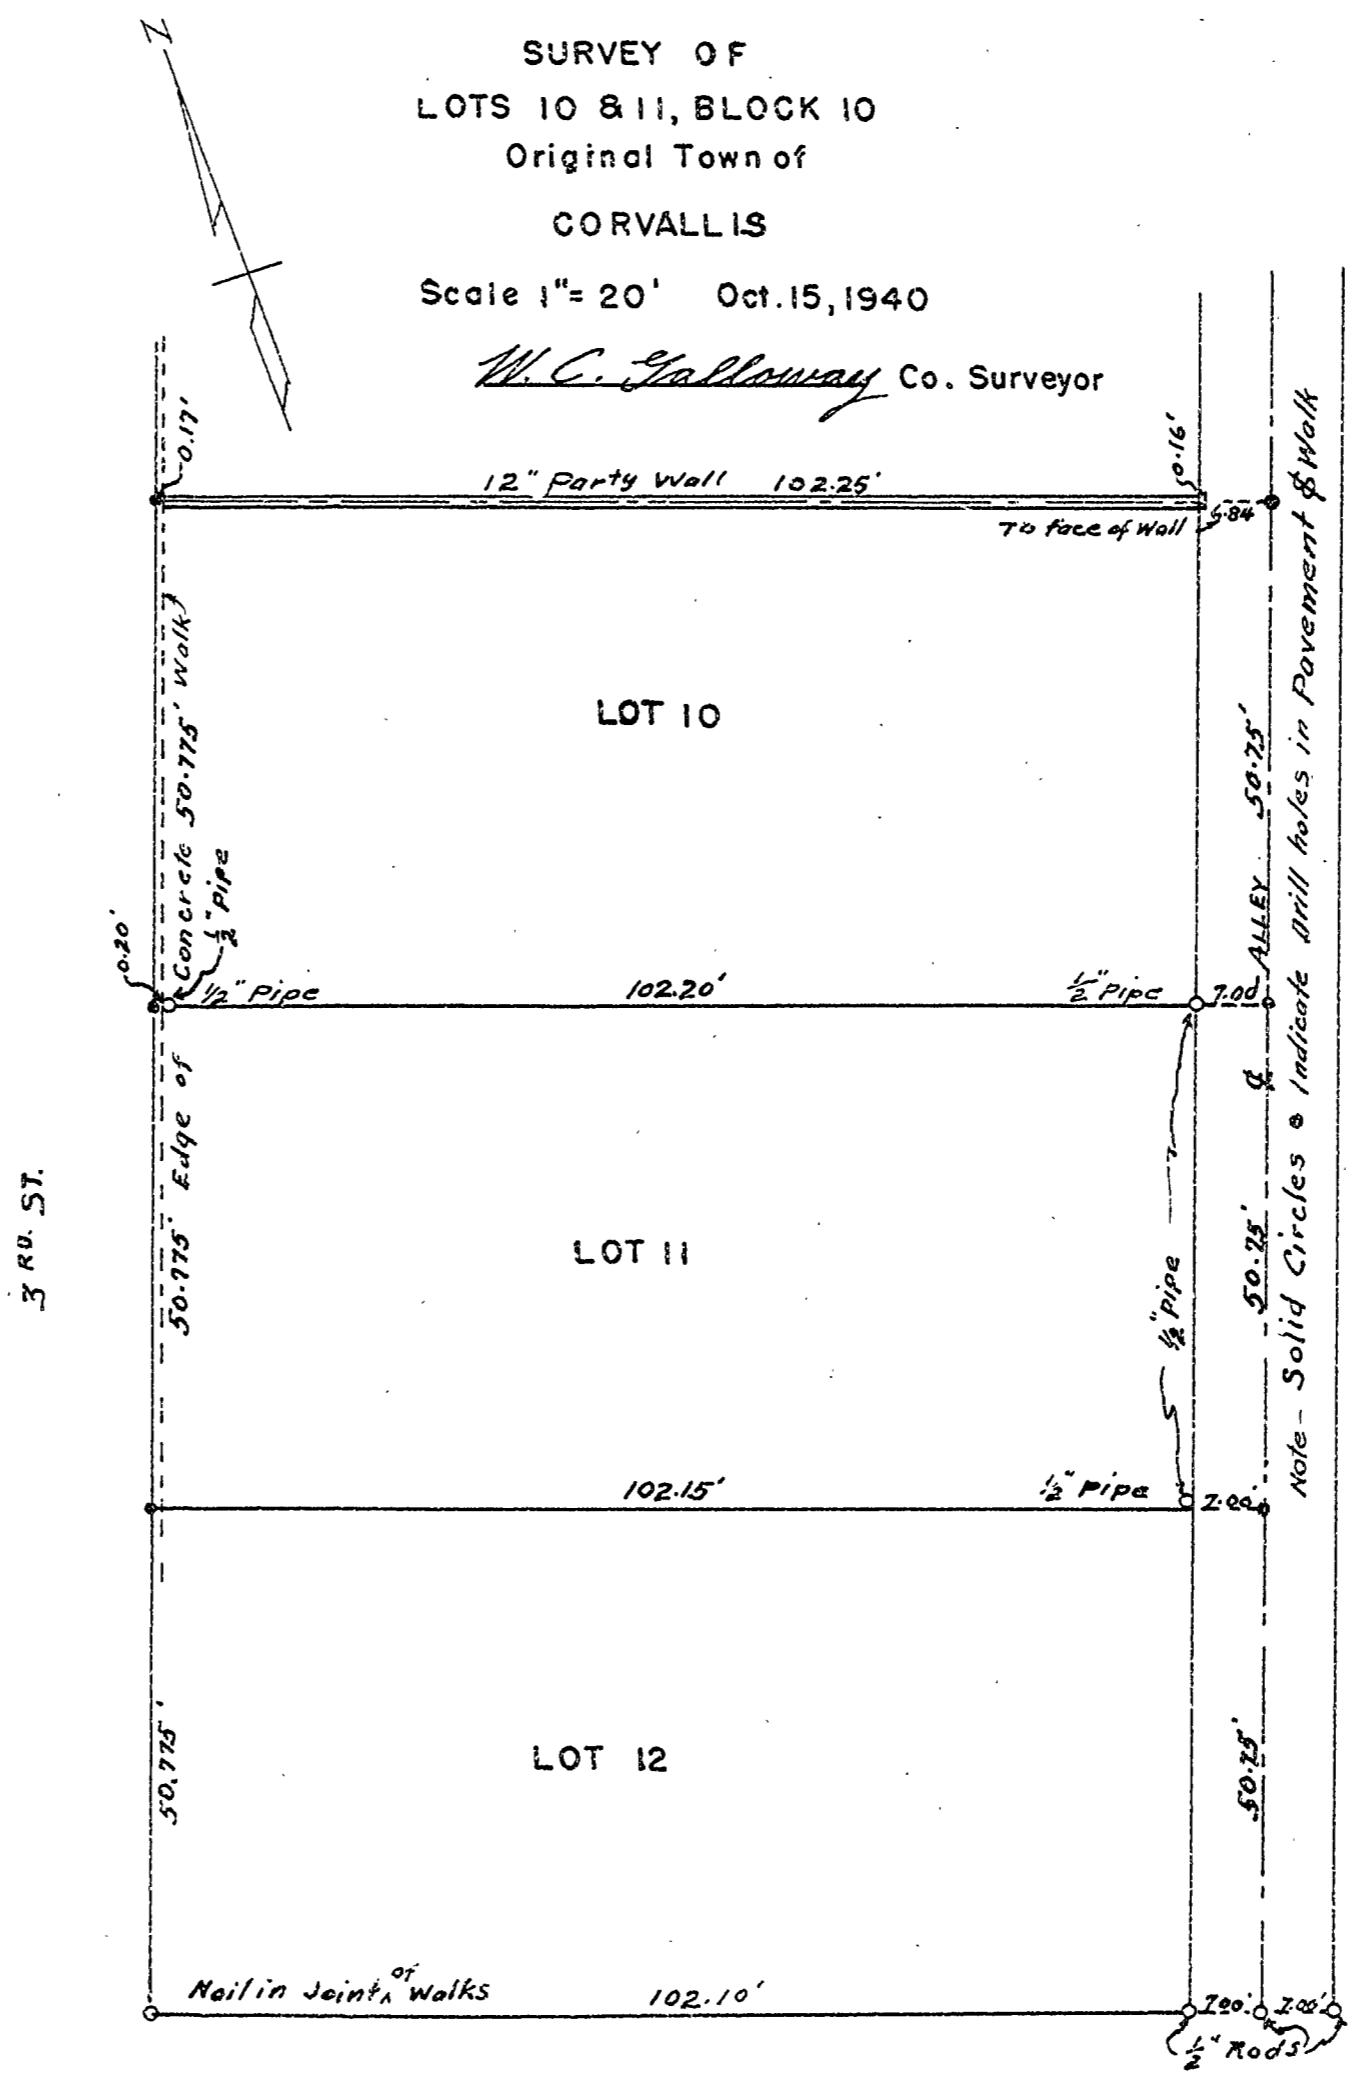 N
SURVEY OF
LOTS 10 & 11, BLOCK 10
Original Town of
CORVALLIS
Scale 1"= 20' Oct. 15, 1940
W. C. Galloway Co. Surveyor
0.17'
12" Party Wall 102.25'
0.16'
6.84
To face of Wall
LOT 10
Concrete 50.775' Walk
1/2" Pipe
0.20'
1/2" Pipe
102.20'
1/2" Pipe
7.00
ALLEY 50.75'
℄
Note - Solid Circles • Indicate Drill holes in Pavement & Walk
3 RD. ST.
50.775' Edge of
LOT 11
1/2" Pipe
50.75'
102.15'
1/2" Pipe
7.00'
50.775'
LOT 12
50.75'
Nail in Joint of Walks
102.10'
7.00'
7.00'
1/2" Rods